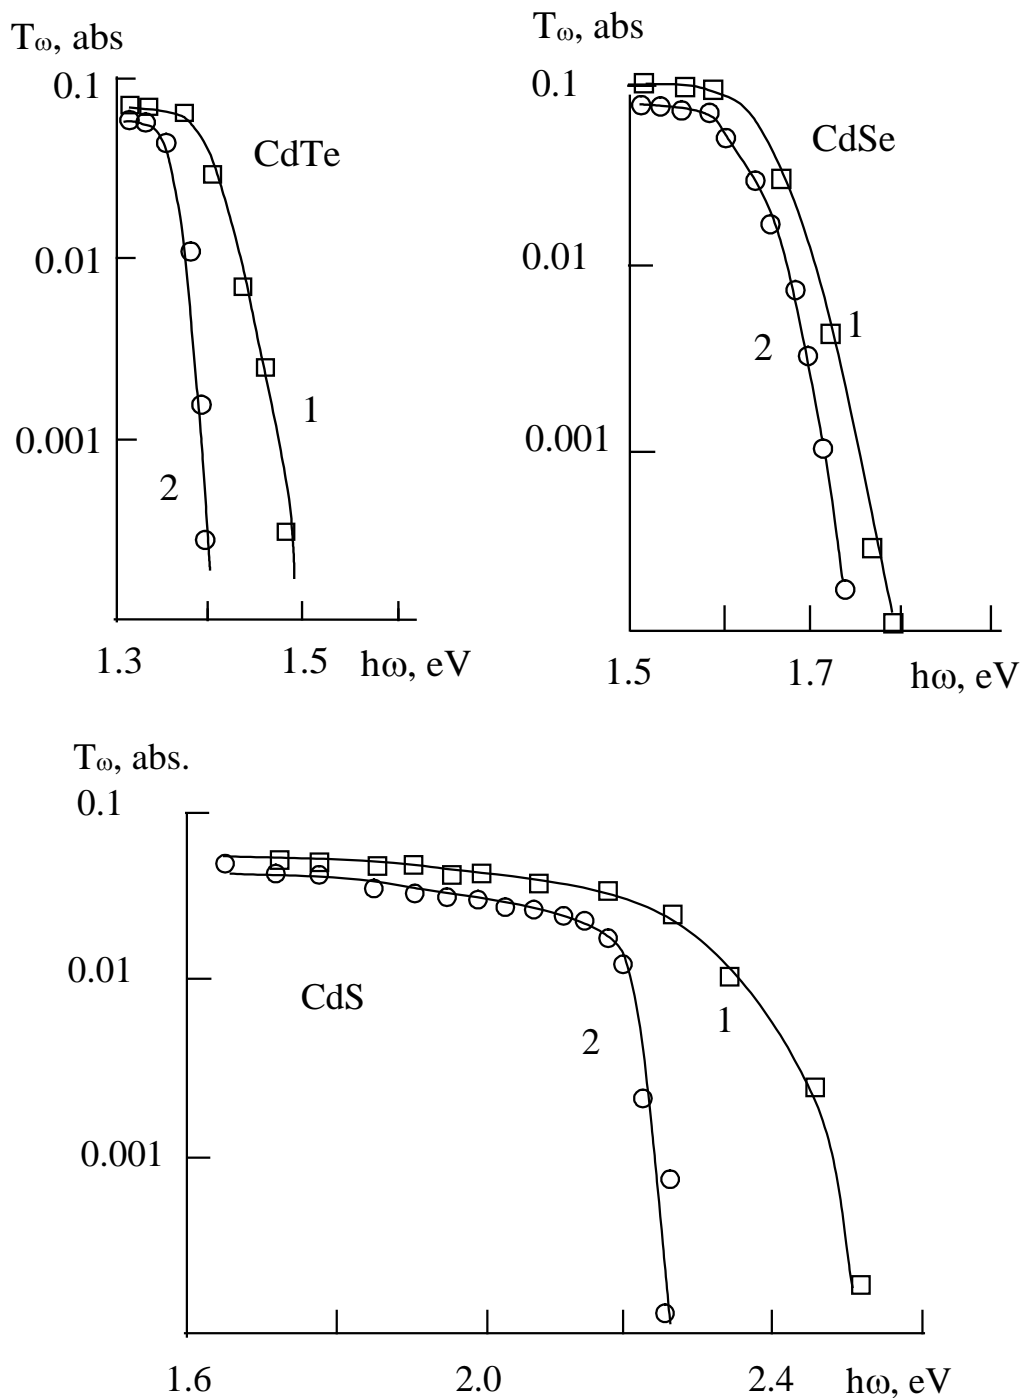 Tω, abs
0.1
CdTe
0.01
0.001
1
2
1.3 1.5 hω, eV
Tω, abs
0.1
CdSe
0.01
1
2
0.001
1.5 1.7 hω, eV
Tω, abs.
0.1
0.01
CdS
1
2
0.001
1.6 2.0 2.4 hω, eV